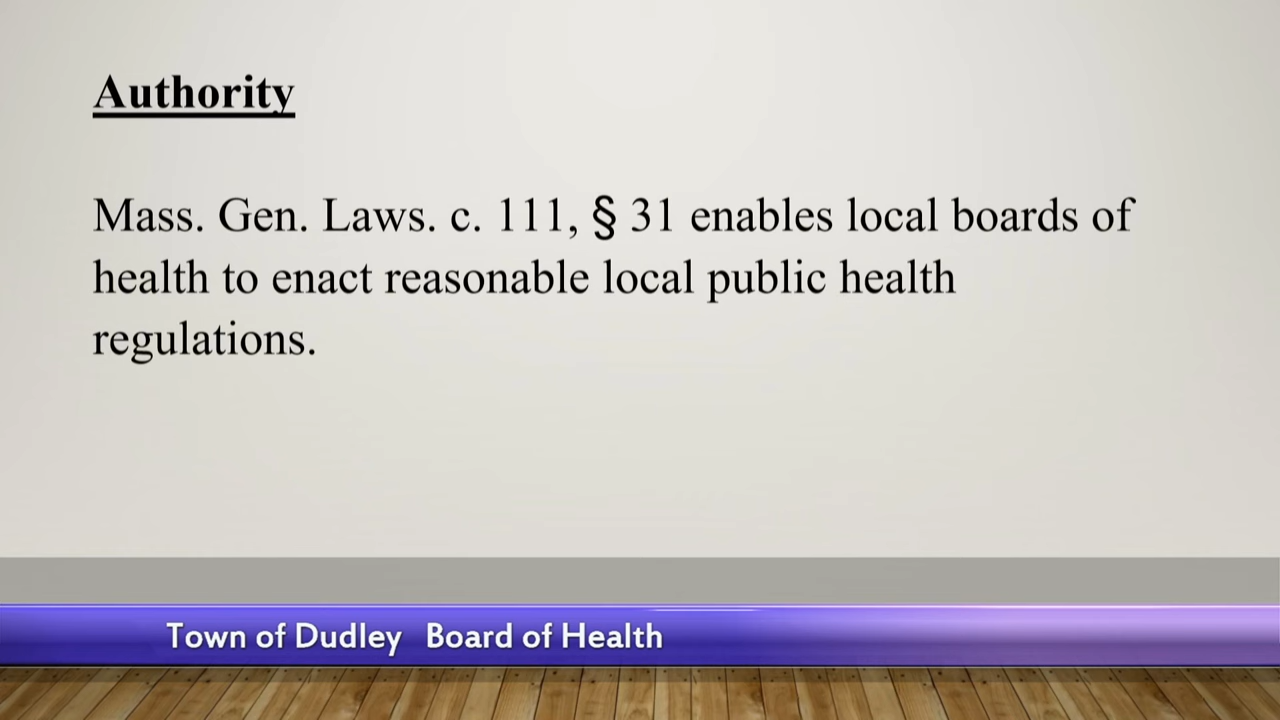 Authority
Mass. Gen. Laws. c. 111, § 31 enables local boards of
health to enact reasonable local public health
regulations.
Town of Dudley Board of Health